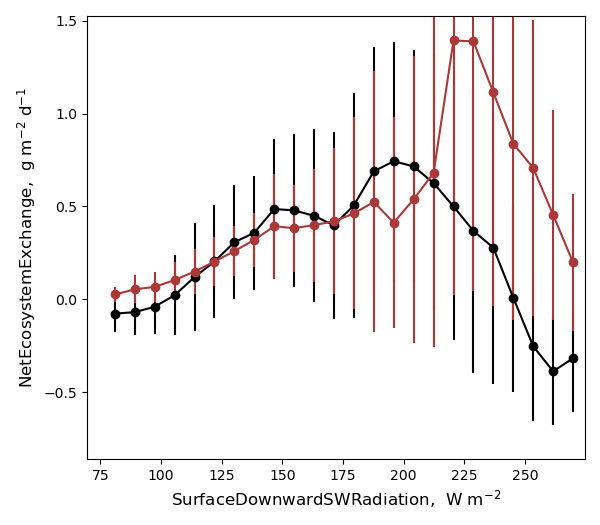 NetEcosystemExchange,  g m⁻² d⁻¹
1.5
1.0
0.5
0.0
−0.5
75 100 125 150 175 200 225 250
SurfaceDownwardSWRadiation,  W m⁻²